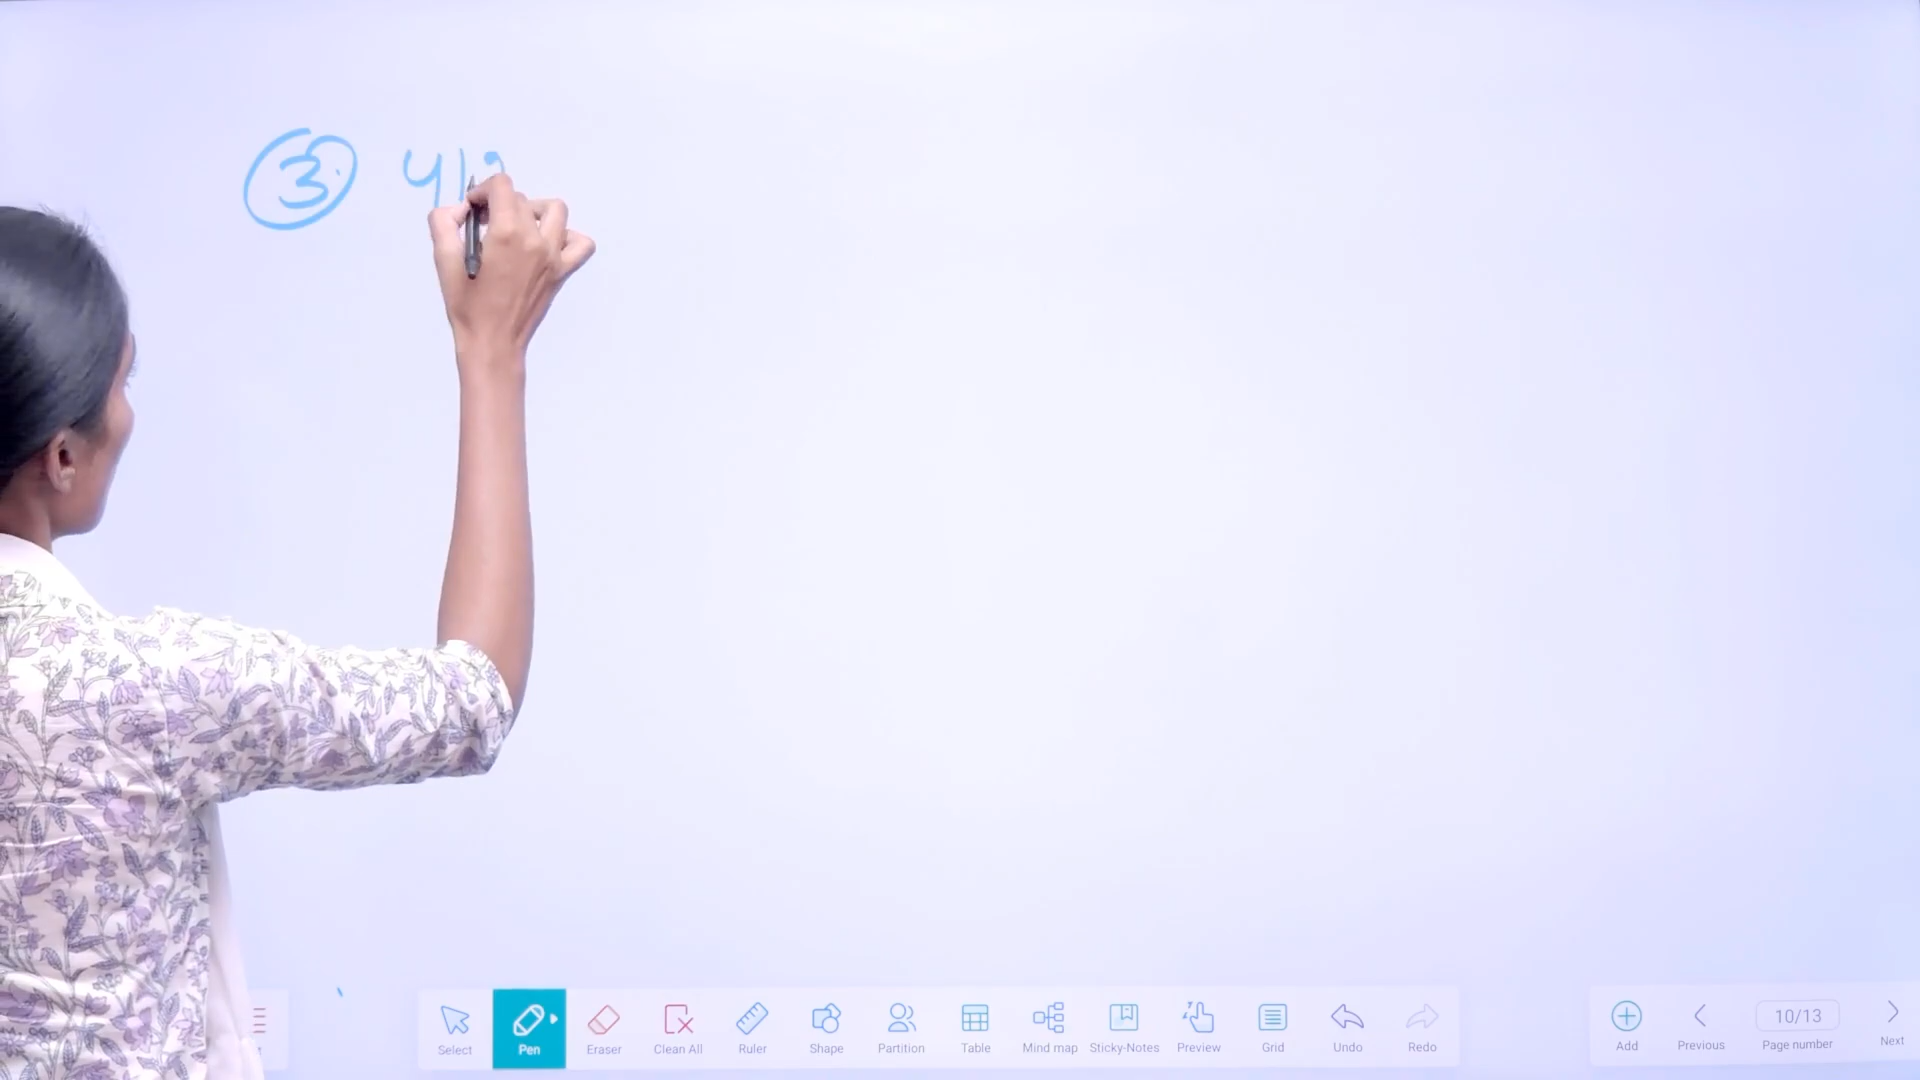 ③
Select Pen Eraser Clean All Ruler Shape Partition Table Mind map Sticky-Notes Preview Grid Undo Redo Add Previous 10/13 Page number Next